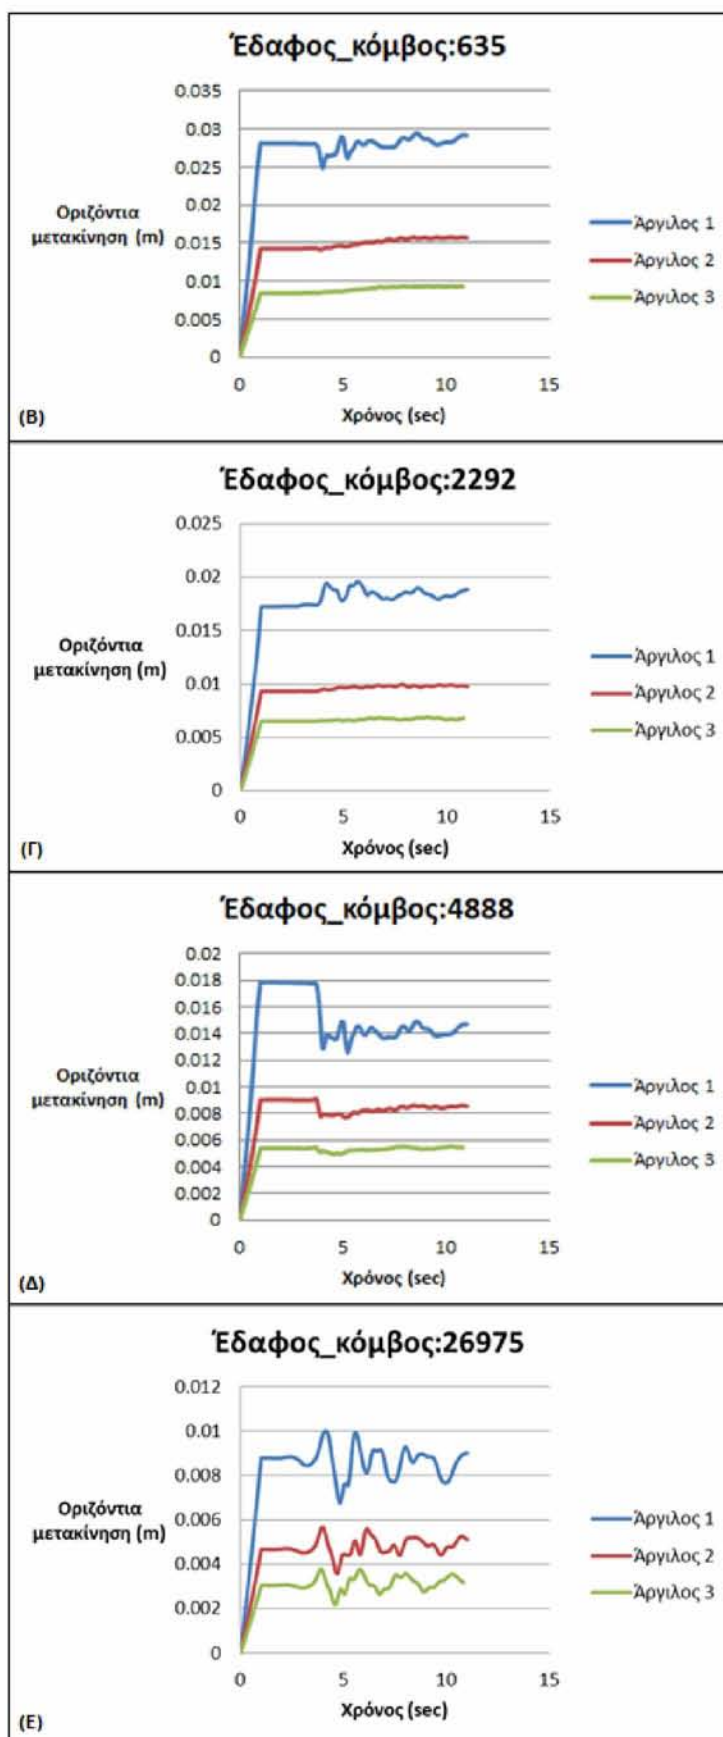 Έδαφος_κόμβος:635
0.035
0.03
0.025
0.02
0.015
0.01
0.005
0
Οριζόντια
μετακίνηση (m)
Άργιλος 1
Άργιλος 2
Άργιλος 3
0 5 10 15
Χρόνος (sec)
(Β)
Έδαφος_κόμβος:2292
0.025
0.02
0.015
0.01
0.005
0
Οριζόντια
μετακίνηση (m)
Άργιλος 1
Άργιλος 2
Άργιλος 3
0 5 10 15
Χρόνος (sec)
(Γ)
Έδαφος_κόμβος:4888
0.02
0.018
0.016
0.014
0.012
0.01
0.008
0.006
0.004
0.002
0
Οριζόντια
μετακίνηση (m)
Άργιλος 1
Άργιλος 2
Άργιλος 3
0 5 10 15
Χρόνος (sec)
(Δ)
Έδαφος_κόμβος:26975
0.012
0.01
0.008
0.006
0.004
0.002
0
Οριζόντια
μετακίνηση (m)
Άργιλος 1
Άργιλος 2
Άργιλος 3
0 5 10 15
Χρόνος (sec)
(Ε)